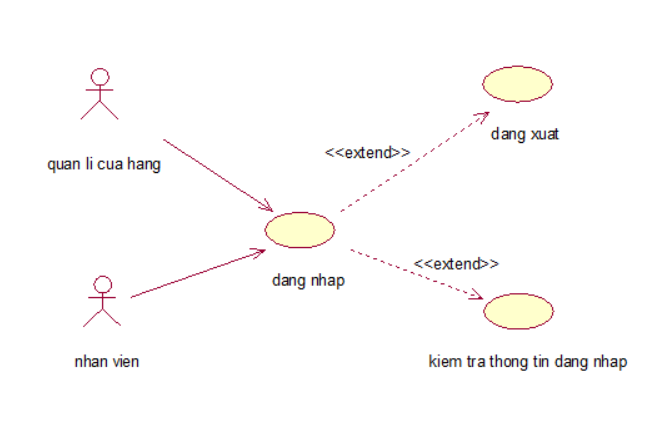 dang xuat
<<extend>>
quan li cua hang
<<extend>>
dang nhap
nhan vien
kiem tra thong tin dang nhap